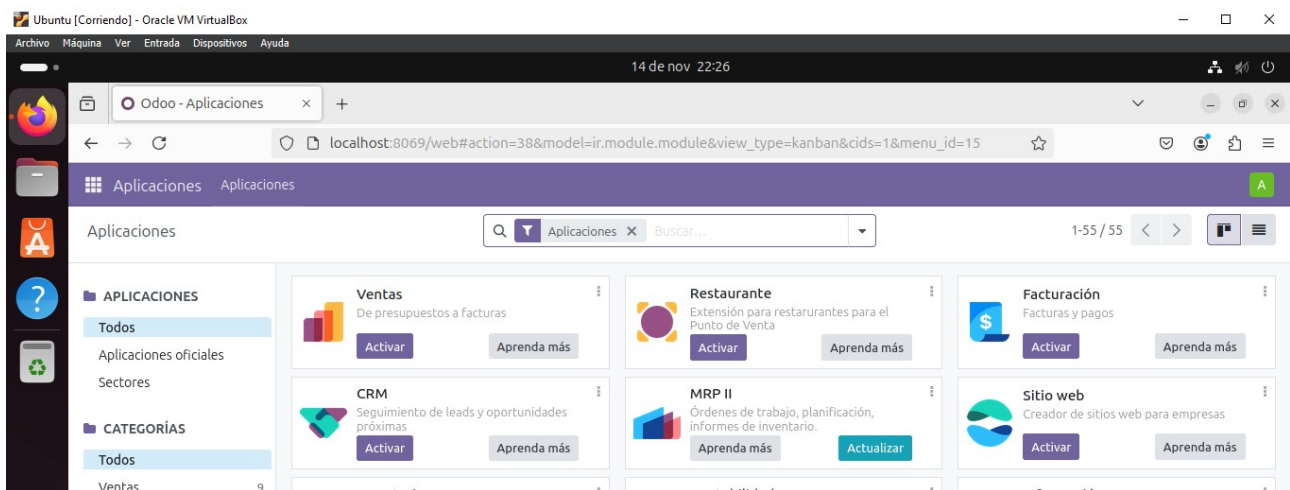 Ubuntu [Corriendo] - Oracle VM VirtualBox
Archivo Máquina Ver Entrada Dispositivos Ayuda
14 de nov 22:26
Odoo - Aplicaciones
localhost:8069/web#action=38&model=ir.module.module&view_type=kanban&cids=1&menu_id=15
Aplicaciones Aplicaciones A
Aplicaciones Aplicaciones Buscar... 1-55 / 55
APLICACIONES
Todos
Aplicaciones oficiales
Sectores
CATEGORÍAS
Todos
Ventas 9
Ventas
De presupuestos a facturas
Activar Aprenda más
Restaurante
Extensión para restarurantes para el
Punto de Venta
Activar Aprenda más
Facturación
Facturas y pagos
Activar Aprenda más
CRM
Seguimiento de leads y oportunidades
próximas
Activar Aprenda más
MRP II
Órdenes de trabajo, planificación,
informes de inventario.
Aprenda más Actualizar
Sitio web
Creador de sitios web para empresas
Activar Aprenda más